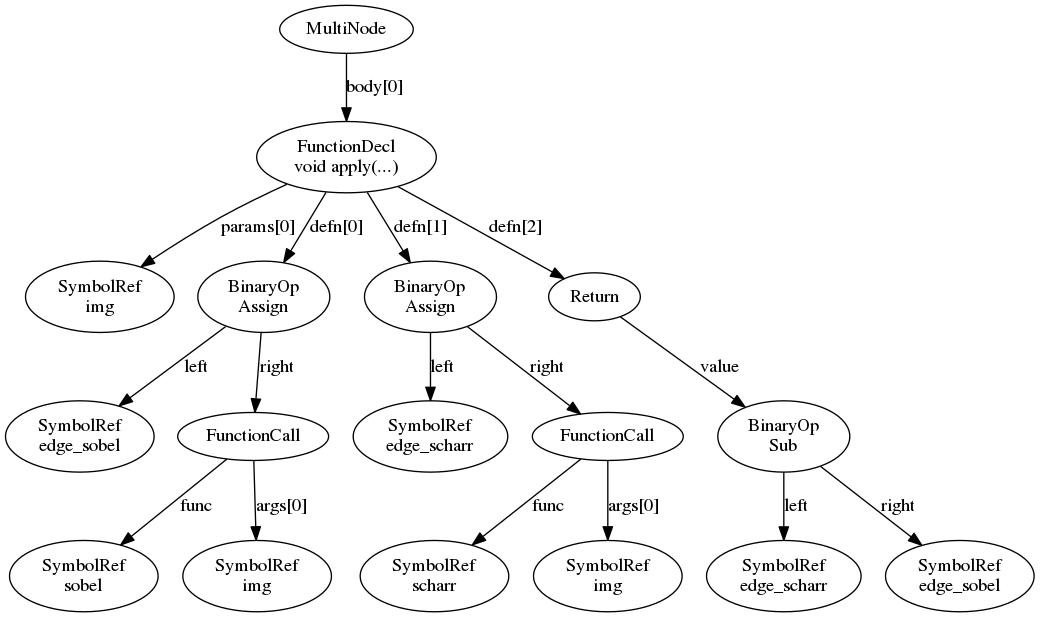 MultiNode
body[0]
FunctionDecl
void apply(...)
params[0]
defn[0]
defn[1]
defn[2]
SymbolRef
img
BinaryOp
Assign
BinaryOp
Assign
Return
left
right
left
right
value
SymbolRef
edge_sobel
FunctionCall
SymbolRef
edge_scharr
FunctionCall
BinaryOp
Sub
func
args[0]
func
args[0]
left
right
SymbolRef
sobel
SymbolRef
img
SymbolRef
scharr
SymbolRef
img
SymbolRef
edge_scharr
SymbolRef
edge_sobel